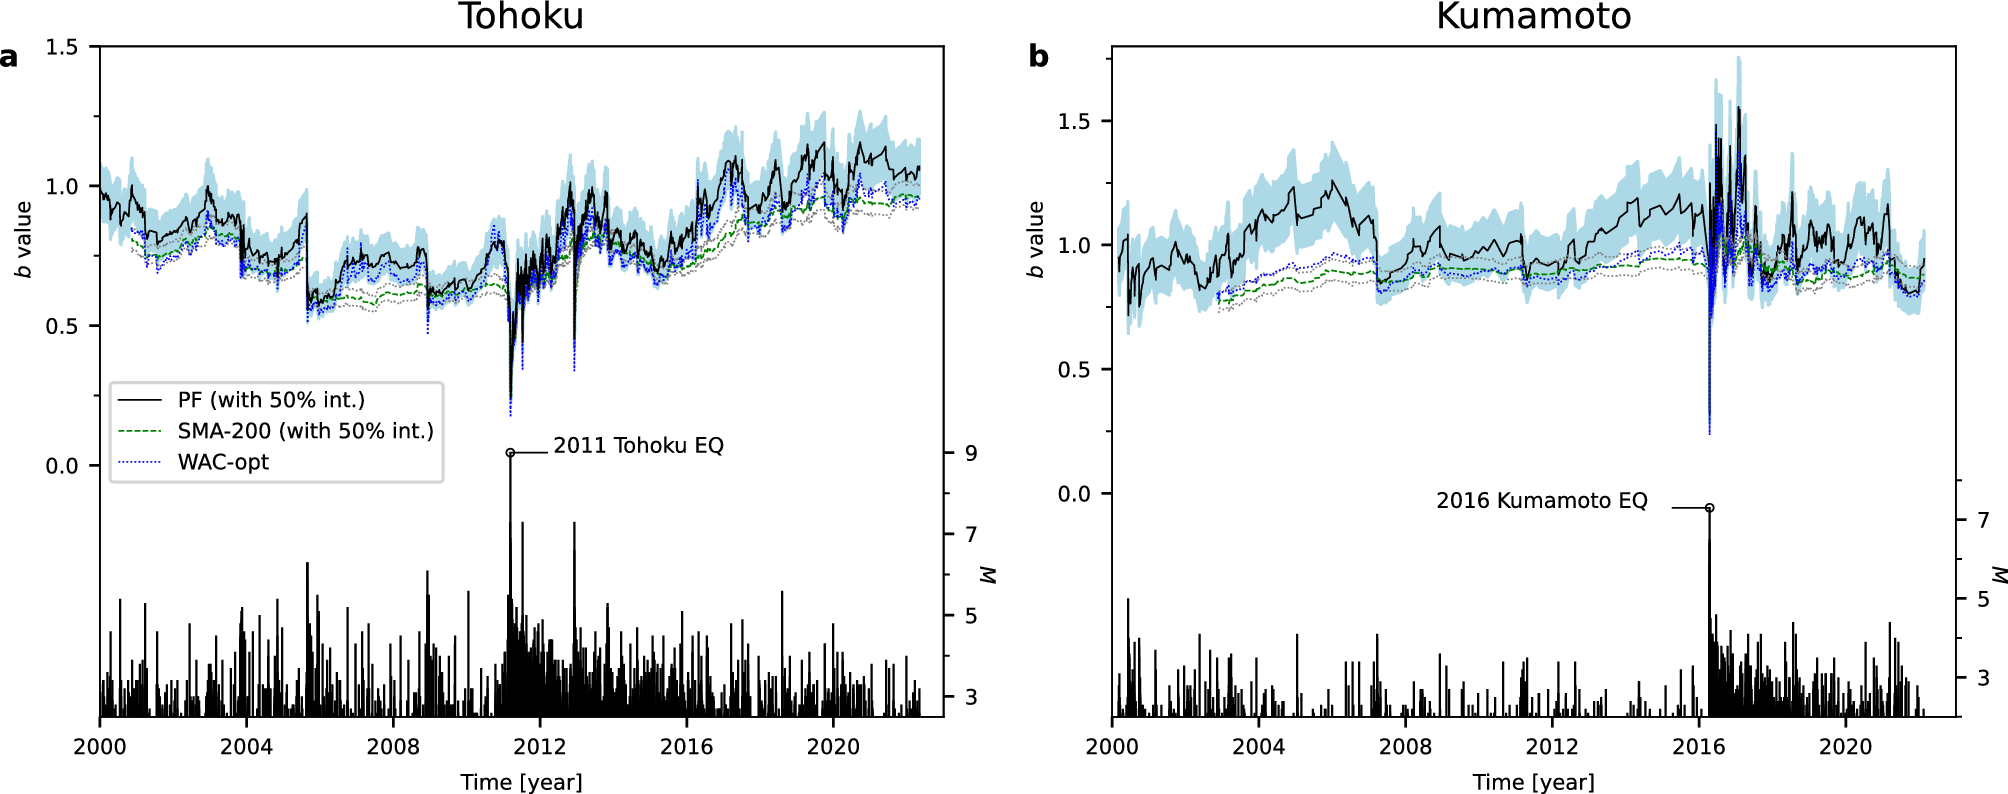 Tohoku
a
1.5
1.0
0.5
0.0
b value
PF (with 50% int.)
SMA-200 (with 50% int.)
WAC-opt
2011 Tohoku EQ
9
7
5
3
M
2000 2004 2008 2012 2016 2020
Time [year]
Kumamoto
b
1.5
1.0
0.5
0.0
b value
2016 Kumamoto EQ
7
5
3
M
2000 2004 2008 2012 2016 2020
Time [year]